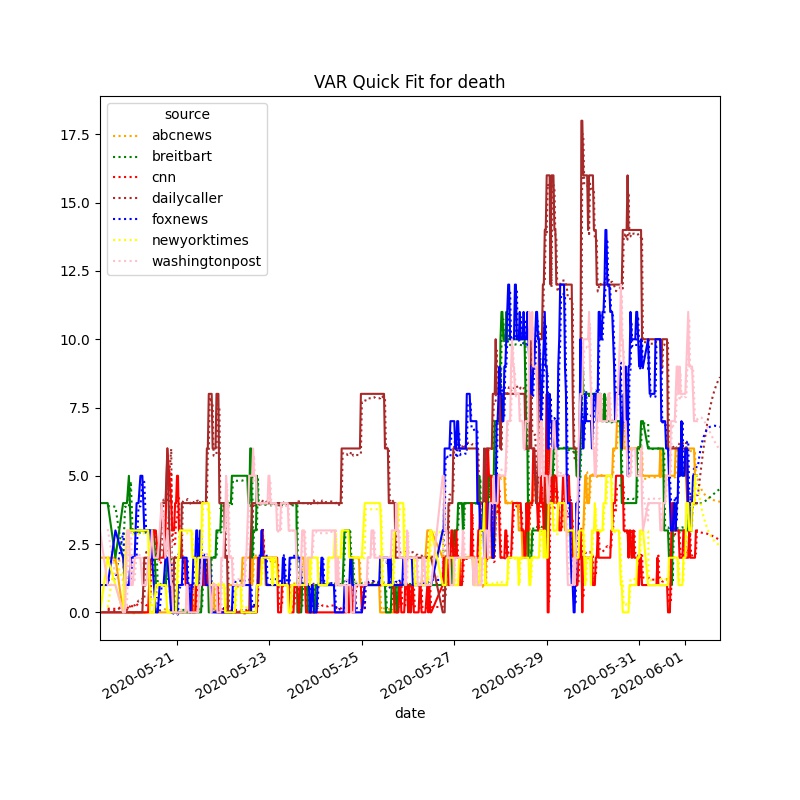 VAR Quick Fit for death
source
abcnews
breitbart
cnn
dailycaller
foxnews
newyorktimes
washingtonpost
17.5
15.0
12.5
10.0
7.5
5.0
2.5
0.0
2020-05-21
2020-05-23
2020-05-25
2020-05-27
2020-05-29
2020-05-31
2020-06-01
date